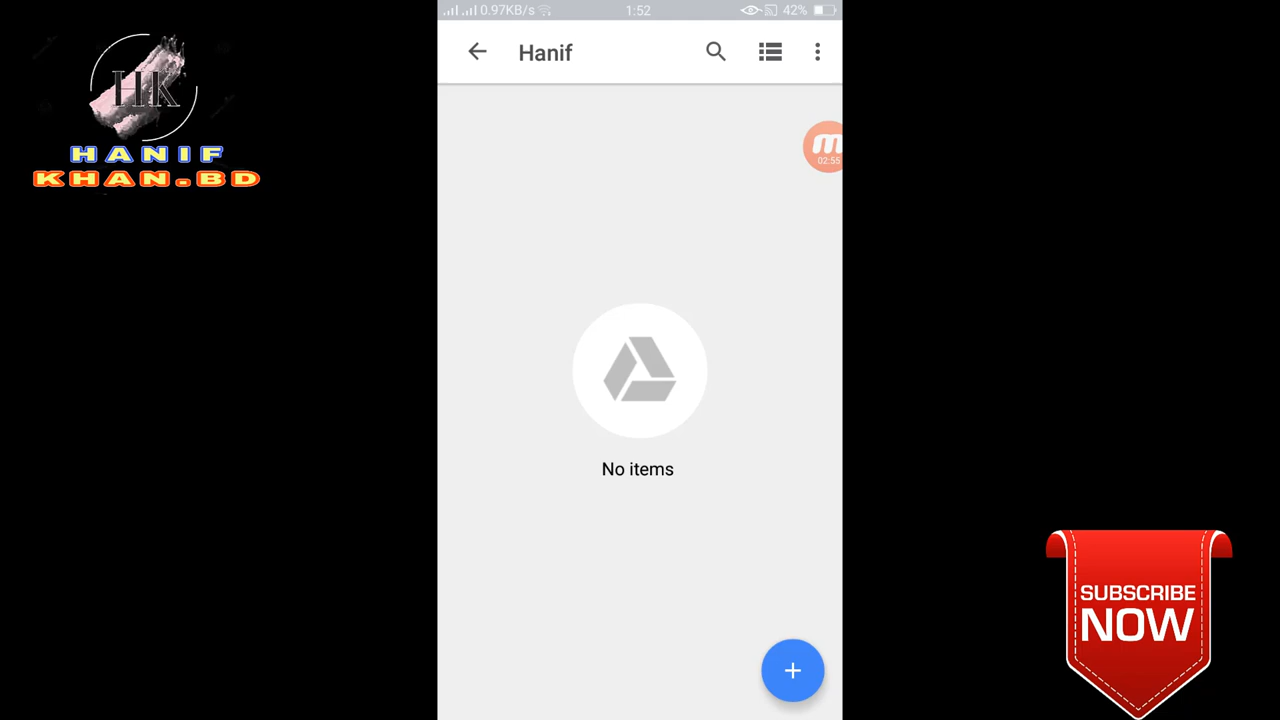 0.97KB/s
1:52
42%
HK
HANIF
KHAN.BD
Hanif
m
02:55
No items
SUBSCRIBE
NOW